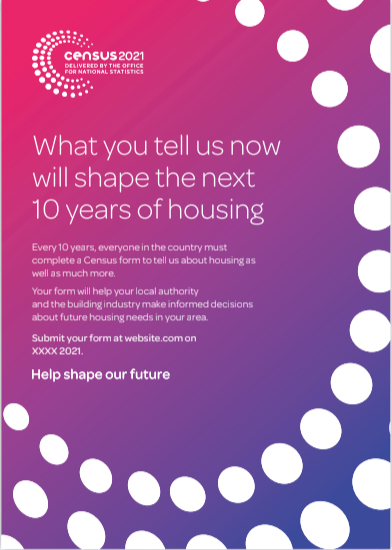 census 2021
DELIVERED BY THE OFFICE
FOR NATIONAL STATISTICS
What you tell us now
will shape the next
10 years of housing
Every 10 years, everyone in the country must
complete a Census form to tell us about housing as
well as much more.
Your form will help your local authority
and the building industry make informed decisions
about future housing needs in your area.
Submit your form at website.com on
XXXX 2021.
Help shape our future